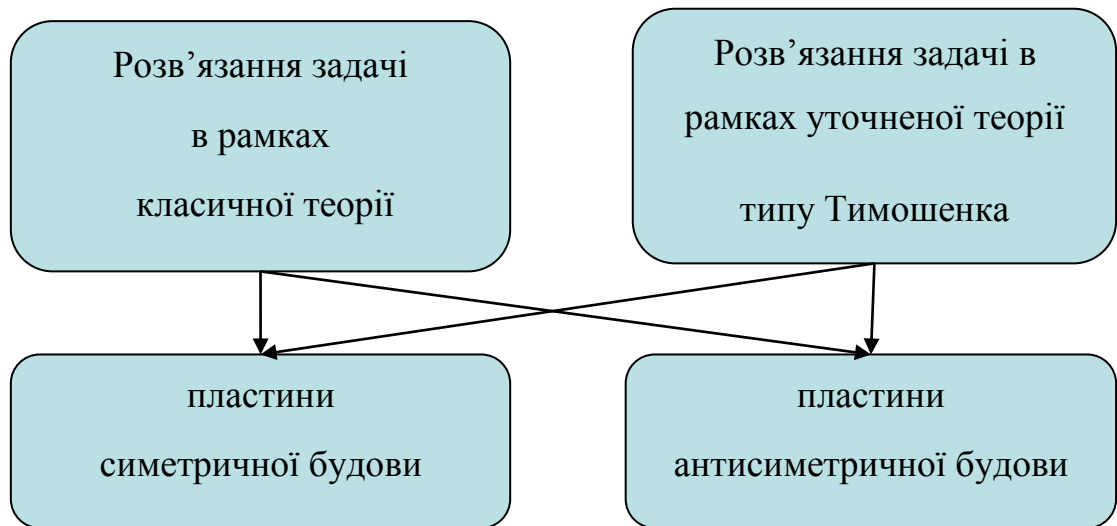 Розв’язання задачі
в рамках
класичної теорії
Розв’язання задачі в
рамках уточненої теорії
типу Тимошенка
пластини
симетричної будови
пластини
антисиметричної будови